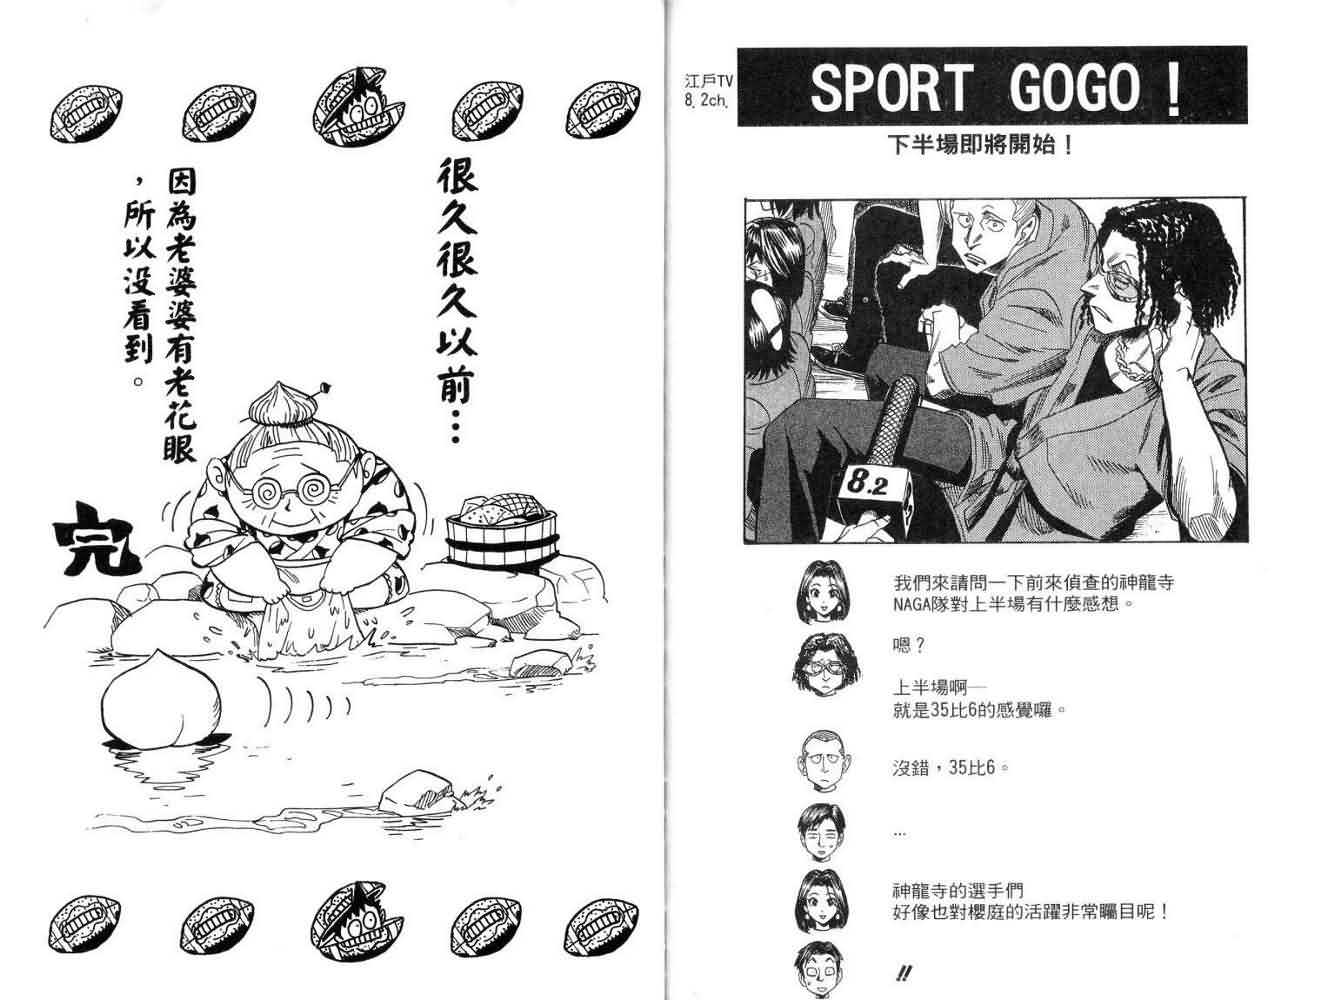 江戶TV
8.2ch.
SPORT GOGO！
下半場即將開始！
8.2
我們來請問一下前來偵查的神龍寺
NAGA隊對上半場有什麼感想。
嗯？
上半場啊─
就是35比6的感覺囉。
沒錯，35比6。
…
神龍寺的選手們
好像也對櫻庭的活躍非常矚目呢！
!!
很久很久以前…
因為老婆婆有老花眼
，所以沒看到。
完